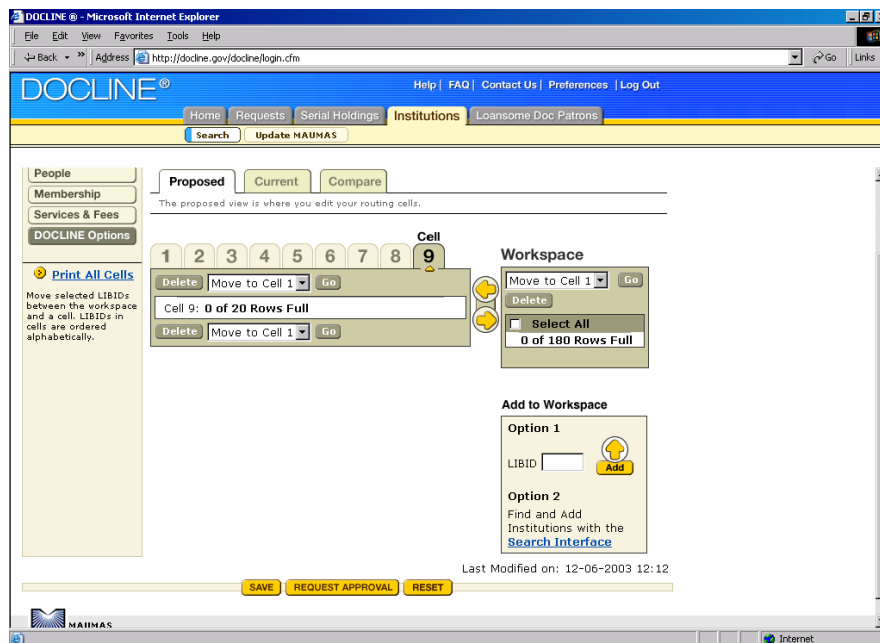 DOCLINE ® - Microsoft Internet Explorer
File Edit View Favorites Tools Help
Back » Address http://docline.gov/docline/login.cfm Go Links
DOCLINE®
Help | FAQ | Contact Us | Preferences | Log Out
Home Requests Serial Holdings Institutions Loansome Doc Patrons
Search Update MAUMAS
People
Membership
Services & Fees
DOCLINE Options
Print All Cells
Move selected LIBIDs
between the workspace
and a cell. LIBIDs in
cells are ordered
alphabetically.
Proposed Current Compare
The proposed view is where you edit your routing cells.
Cell
1 2 3 4 5 6 7 8 9
Delete Move to Cell 1 Go
Cell 9: 0 of 20 Rows Full
Delete Move to Cell 1 Go
Workspace
Move to Cell 1 Go
Delete
Select All
0 of 180 Rows Full
Add to Workspace
Option 1
LIBID
Add
Option 2
Find and Add
Institutions with the
Search Interface
Last Modified on: 12-06-2003 12:12
SAVE REQUEST APPROVAL RESET
MAUMAS
Internet